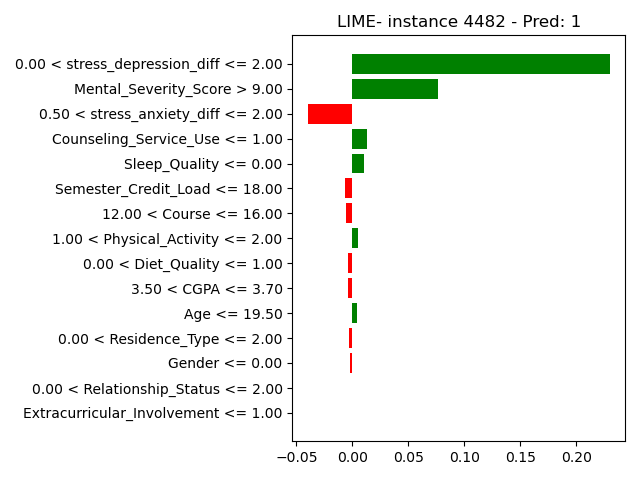 LIME- instance 4482 - Pred: 1
0.00 < stress_depression_diff <= 2.00
Mental_Severity_Score > 9.00
0.50 < stress_anxiety_diff <= 2.00
Counseling_Service_Use <= 1.00
Sleep_Quality <= 0.00
Semester_Credit_Load <= 18.00
12.00 < Course <= 16.00
1.00 < Physical_Activity <= 2.00
0.00 < Diet_Quality <= 1.00
3.50 < CGPA <= 3.70
Age <= 19.50
0.00 < Residence_Type <= 2.00
Gender <= 0.00
0.00 < Relationship_Status <= 2.00
Extracurricular_Involvement <= 1.00
−0.05 0.00 0.05 0.10 0.15 0.20